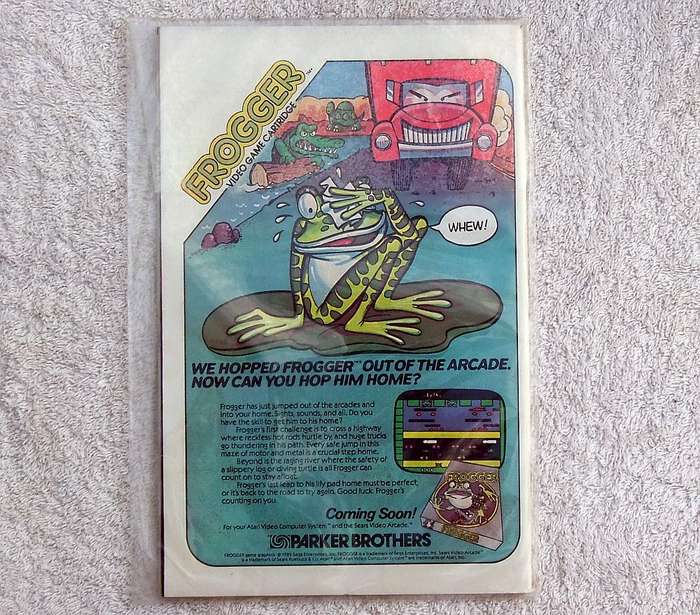 FROGGER™
VIDEO GAME CARTRIDGE
WHEW!
WE HOPPED FROGGER™ OUT OF THE ARCADE.
NOW CAN YOU HOP HIM HOME?
Frogger has just jumped out of the arcades and
into your home. Sights, sounds, and all. Do you
have the skill to get him to his home?
Frogger's first challenge is to cross a highway
where reckless hot rods hurtle by, and huge trucks
go thundering in his path. Every safe jump in this
maze of motor and metal is a crucial step home.
Beyond is the raging river where the safety of
a slippery log or diving turtle is all Frogger can
count on to stay afloat.
Frogger's last leap to his lily pad home must be perfect,
or it's back to the road to try again. Good luck. Frogger's
counting on you.
FROGGER
Coming Soon!
For your Atari Video Computer System™ and the Sears Video Arcade.™
PARKER BROTHERS